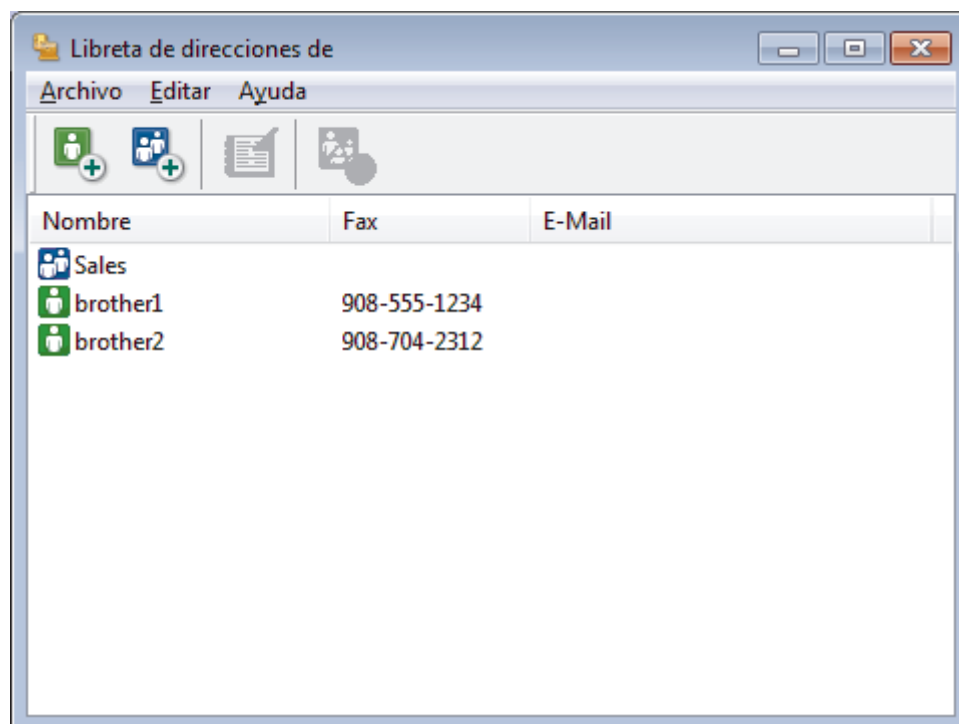 Libreta de direcciones de
Archivo Editar Ayuda
Nombre Fax E-Mail
Sales
brother1 908-555-1234
brother2 908-704-2312